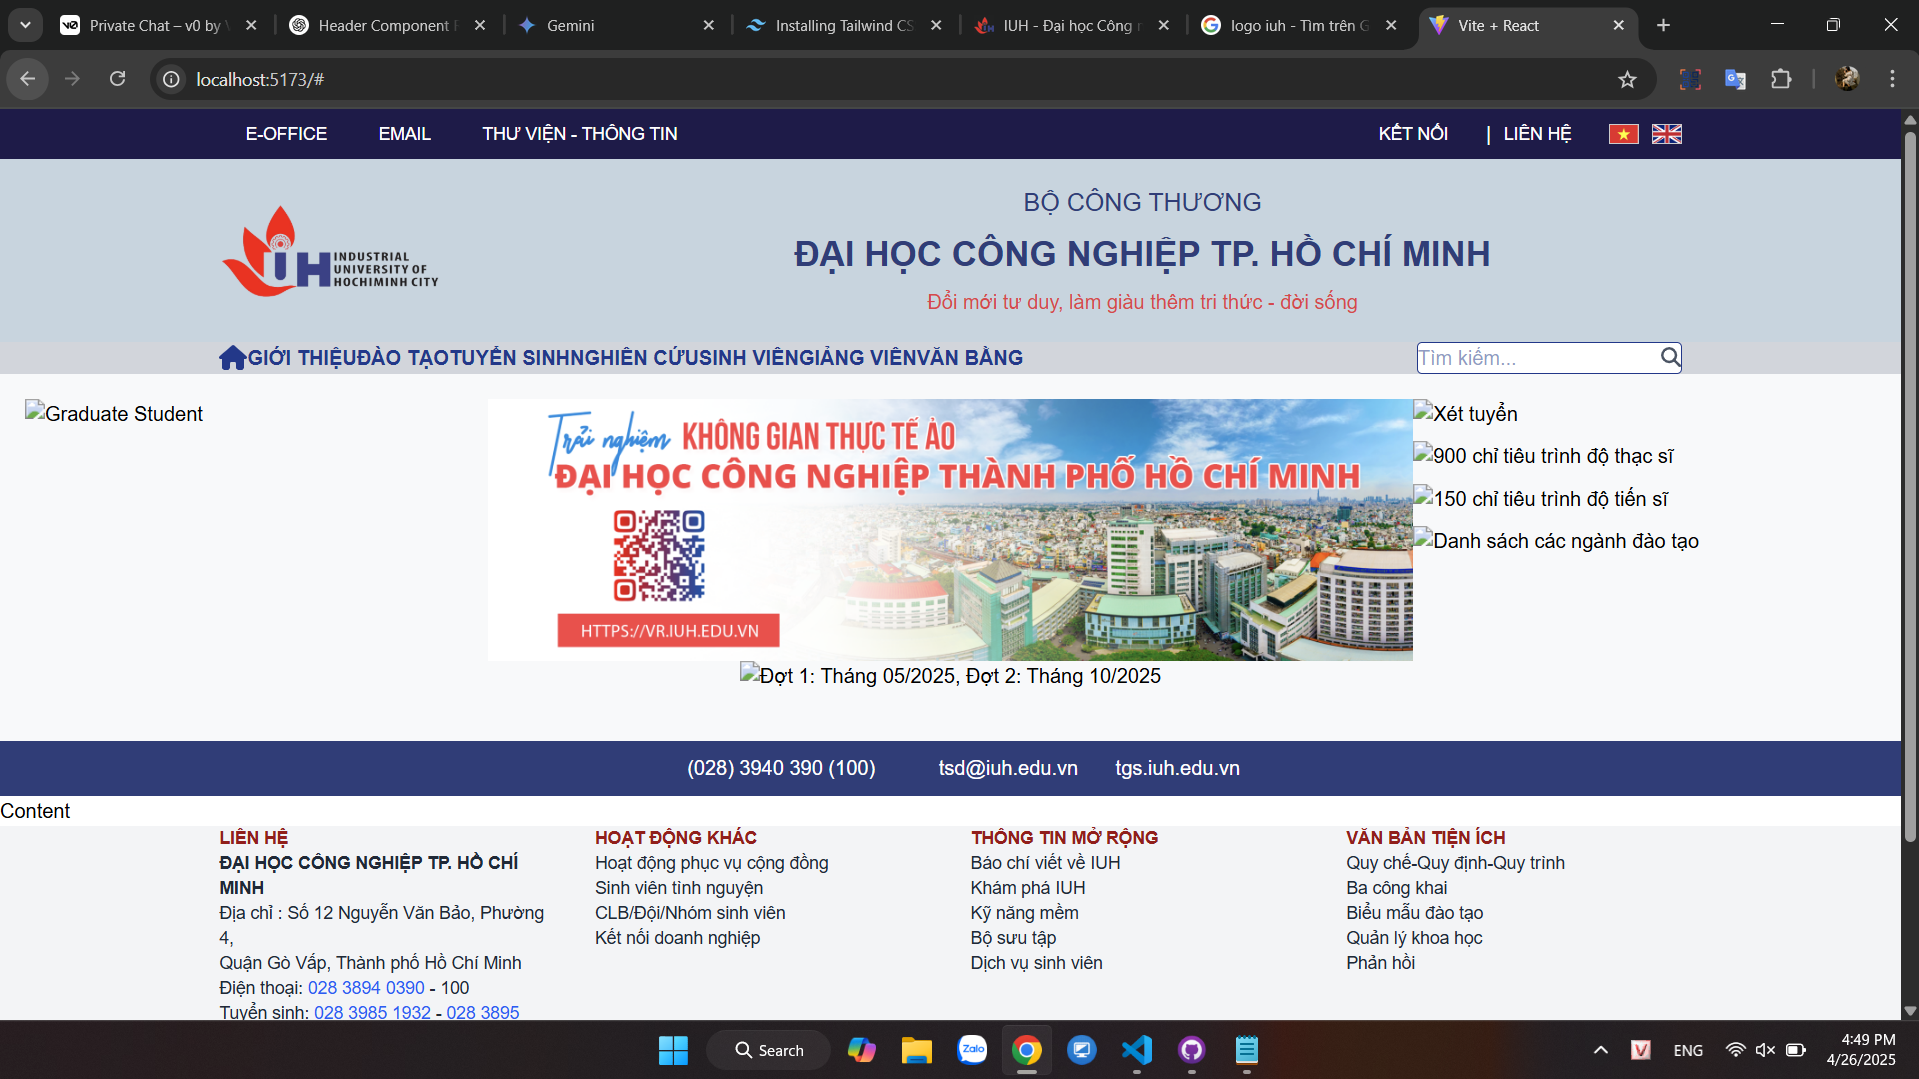 Private Chat – v0 by
Header Component
Gemini
Installing Tailwind CS
IUH - Đại học Công
logo iuh - Tìm trên G
Vite + React
localhost:5173/#
E-OFFICE
EMAIL
THƯ VIỆN - THÔNG TIN
KẾT NỐI
| LIÊN HỆ
IUH
INDUSTRIAL
UNIVERSITY OF
HOCHIMINH CITY
BỘ CÔNG THƯƠNG
ĐẠI HỌC CÔNG NGHIỆP TP. HỒ CHÍ MINH
Đổi mới tư duy, làm giàu thêm tri thức - đời sống
GIỚI THIỆUĐÀO TẠOTUYỂN SINHNGHIÊN CỨUSINH VIÊNGIẢNG VIÊNVĂN BẰNG
Tìm kiếm...
Graduate Student
Trải nghiệm KHÔNG GIAN THỰC TẾ ẢO
ĐẠI HỌC CÔNG NGHIỆP THÀNH PHỐ HỒ CHÍ MINH
HTTPS://VR.IUH.EDU.VN
Xét tuyển
900 chỉ tiêu trình độ thạc sĩ
150 chỉ tiêu trình độ tiến sĩ
Danh sách các ngành đào tạo
Đợt 1: Tháng 05/2025, Đợt 2: Tháng 10/2025
(028) 3940 390 (100)
tsd@iuh.edu.vn
tgs.iuh.edu.vn
Content
LIÊN HỆ
ĐẠI HỌC CÔNG NGHIỆP TP. HỒ CHÍ
MINH
Địa chỉ : Số 12 Nguyễn Văn Bảo, Phường
4,
Quận Gò Vấp, Thành phố Hồ Chí Minh
Điện thoại: 028 3894 0390 - 100
Tuyển sinh: 028 3985 1932 - 028 3895
HOẠT ĐỘNG KHÁC
Hoạt động phục vụ cộng đồng
Sinh viên tình nguyện
CLB/Đội/Nhóm sinh viên
Kết nối doanh nghiệp
THÔNG TIN MỞ RỘNG
Báo chí viết về IUH
Khám phá IUH
Kỹ năng mềm
Bộ sưu tập
Dịch vụ sinh viên
VĂN BẢN TIỆN ÍCH
Quy chế-Quy định-Quy trình
Ba công khai
Biểu mẫu đào tạo
Quản lý khoa học
Phản hồi
Search
Zalo
V
ENG
4:49 PM
4/26/2025